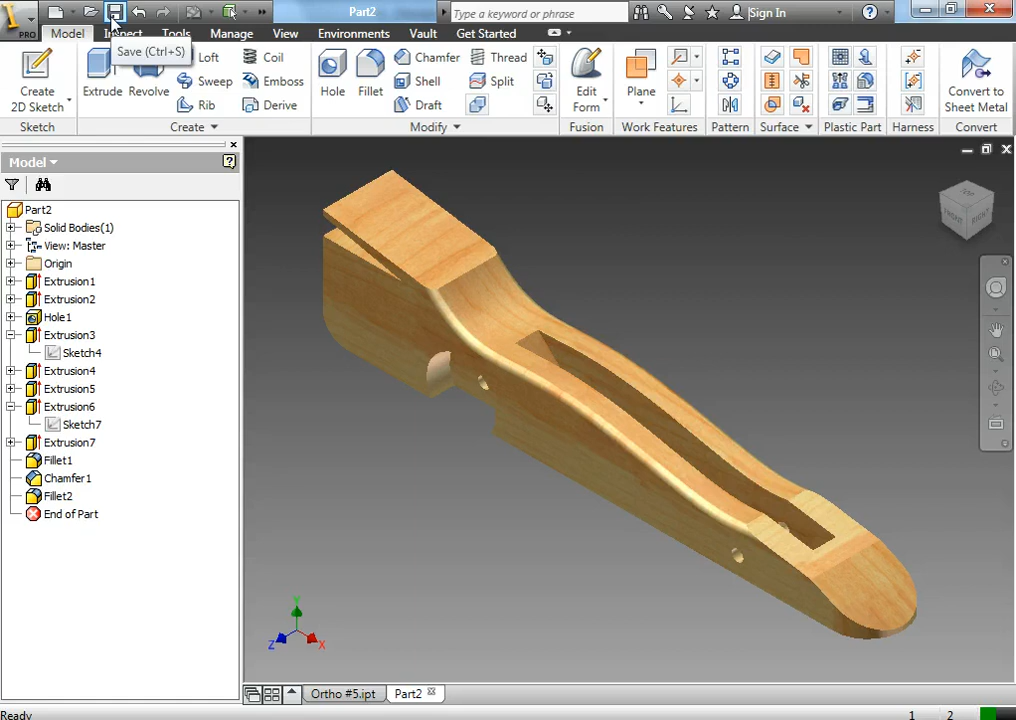 Part2
Type a keyword or phrase
Sign In
PRO
Model
Inspect
Tools
Manage
View
Environments
Vault
Get Started
Save (Ctrl+S)
Create
2D Sketch
Extrude
Revolve
Loft
Sweep
Rib
Coil
Emboss
Derive
Hole
Fillet
Chamfer
Shell
Draft
Thread
Split
Edit
Form
Plane
Convert to
Sheet Metal
Sketch
Create
Modify
Fusion
Work Features
Pattern
Surface
Plastic Part
Harness
Convert
Model
Part2
Solid Bodies(1)
View: Master
Origin
Extrusion1
Extrusion2
Hole1
Extrusion3
Sketch4
Extrusion4
Extrusion5
Extrusion6
Sketch7
Extrusion7
Fillet1
Chamfer1
Fillet2
End of Part
TOP
FRONT
RIGHT
Y
Z
X
Ortho #5.ipt
Part2
Ready
1
2